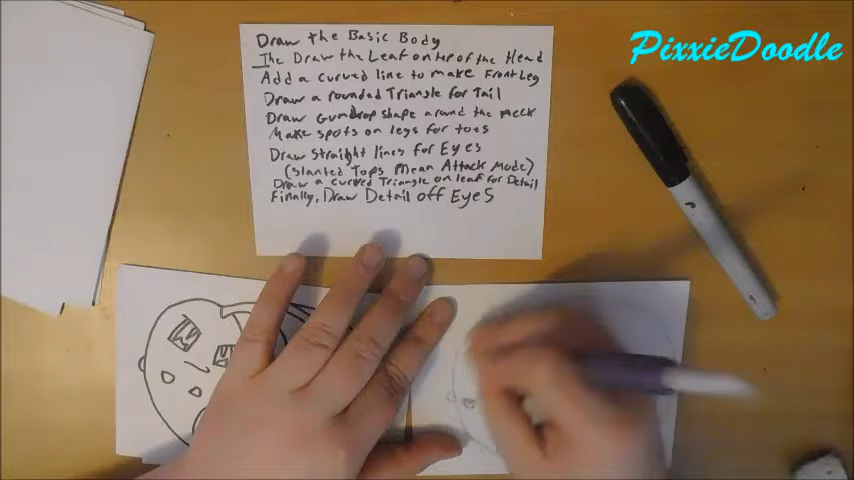 PixxieDoodle
Draw the Basic Body
The Draw the Leaf on top of the Head
Add a curved line to make Front Leg
Draw a rounded Triangle for Tail
Draw Gumdrop shape around the neck
Make spots on legs for toes
Draw straight lines for Eyes
(slanted Tops Mean Attack Mode)
Draw a curved Triangle on leaf for Detail
Finally, Draw Detail off Eyes